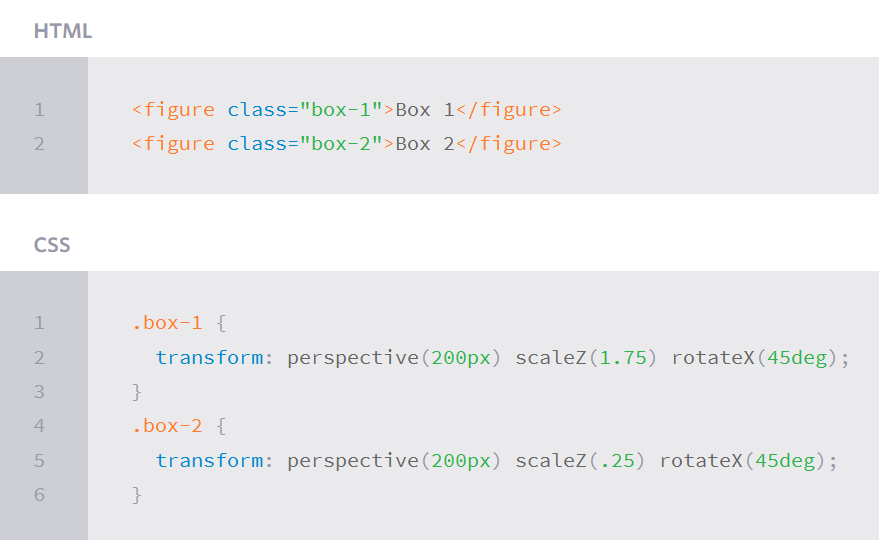 HTML
1 <figure class="box-1">Box 1</figure>
2 <figure class="box-2">Box 2</figure>
CSS
1 .box-1 {
2 transform: perspective(200px) scaleZ(1.75) rotateX(45deg);
3 }
4 .box-2 {
5 transform: perspective(200px) scaleZ(.25) rotateX(45deg);
6 }